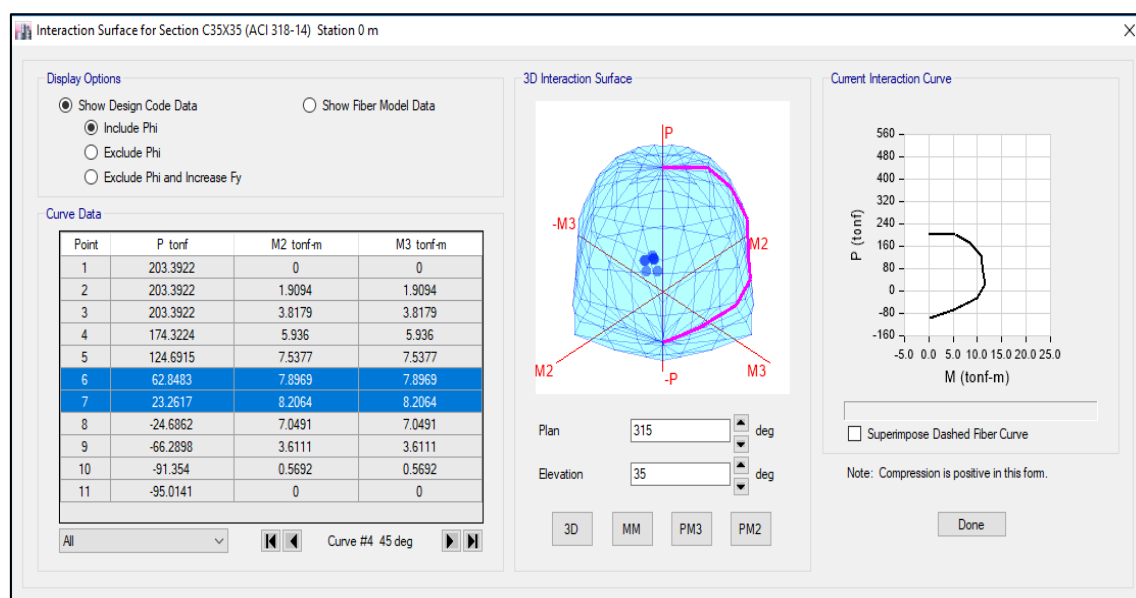 Interaction Surface for Section C35X35 (ACI 318-14) Station 0 m
Display Options
Show Design Code Data
Show Fiber Model Data
Include Phi
Exclude Phi
Exclude Phi and Increase Fy
Curve Data
Point P tonf M2 tonf-m M3 tonf-m
1 203.3922 0 0
2 203.3922 1.9094 1.9094
3 203.3922 3.8179 3.8179
4 174.3224 5.936 5.936
5 124.6915 7.5377 7.5377
6 62.8483 7.8969 7.8969
7 23.2617 8.2064 8.2064
8 -24.6862 7.0491 7.0491
9 -66.2898 3.6111 3.6111
10 -91.354 0.5692 0.5692
11 -95.0141 0 0
All
Curve #4 45 deg
3D Interaction Surface
P
-M3
M2
M2
-P
M3
Plan 315 deg
Elevation 35 deg
3D MM PM3 PM2
Current Interaction Curve
560
480
400
320
240
160
80
0
-80
-160
P (tonf)
-5.0 0.0 5.0 10.0 15.0 20.0 25.0
M (tonf-m)
Superimpose Dashed Fiber Curve
Note: Compression is positive in this form.
Done